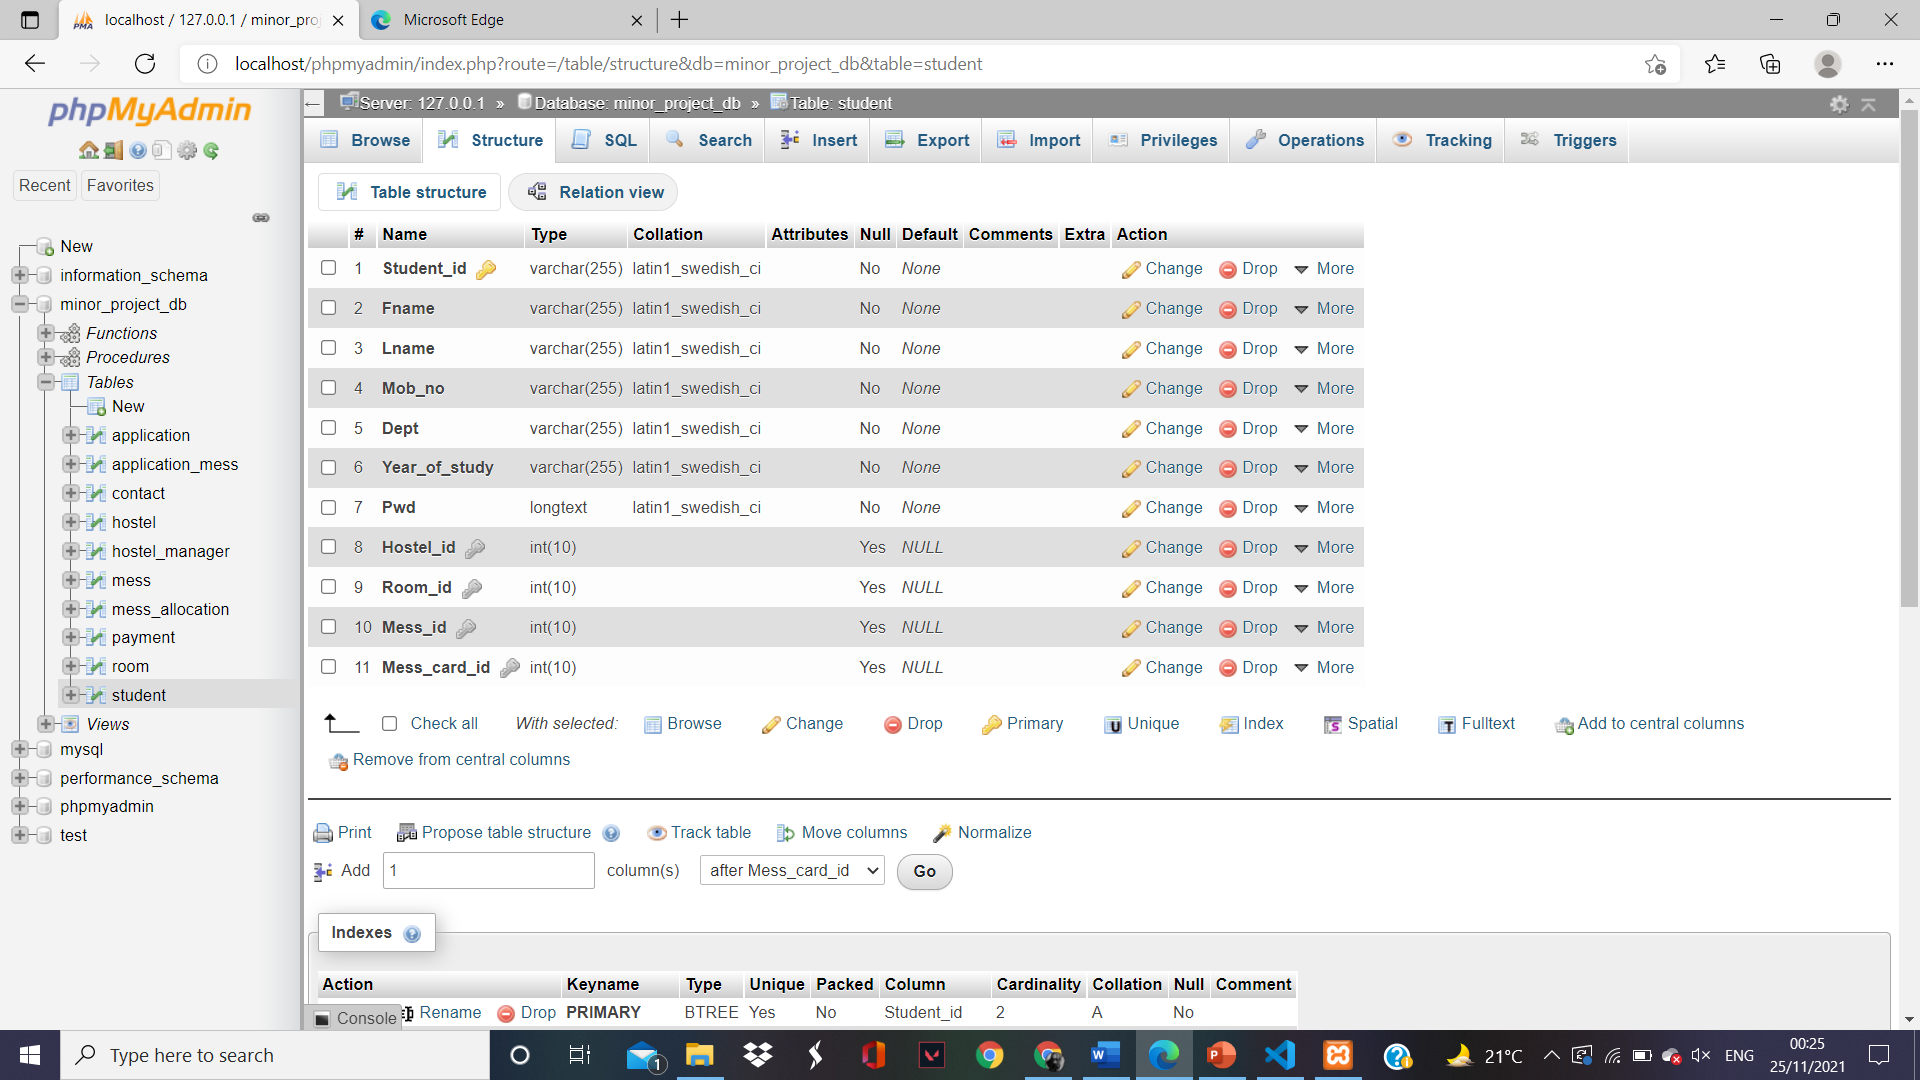 localhost / 127.0.0.1 / minor_pro
Microsoft Edge
localhost/phpmyadmin/index.php?route=/table/structure&db=minor_project_db&table=student
phpMyAdmin
Recent Favorites
New
information_schema
minor_project_db
Functions
Procedures
Tables
New
application
application_mess
contact
hostel
hostel_manager
mess
mess_allocation
payment
room
student
Views
mysql
performance_schema
phpmyadmin
test
Server: 127.0.0.1 » Database: minor_project_db » Table: student
Browse Structure SQL Search Insert Export Import Privileges Operations Tracking Triggers
Table structure Relation view
# Name Type Collation Attributes Null Default Comments Extra Action
1 Student_id varchar(255) latin1_swedish_ci No None Change Drop More
2 Fname varchar(255) latin1_swedish_ci No None Change Drop More
3 Lname varchar(255) latin1_swedish_ci No None Change Drop More
4 Mob_no varchar(255) latin1_swedish_ci No None Change Drop More
5 Dept varchar(255) latin1_swedish_ci No None Change Drop More
6 Year_of_study varchar(255) latin1_swedish_ci No None Change Drop More
7 Pwd longtext latin1_swedish_ci No None Change Drop More
8 Hostel_id int(10) Yes NULL Change Drop More
9 Room_id int(10) Yes NULL Change Drop More
10 Mess_id int(10) Yes NULL Change Drop More
11 Mess_card_id int(10) Yes NULL Change Drop More
Check all With selected: Browse Change Drop Primary Unique Index Spatial Fulltext Add to central columns
Remove from central columns
Print Propose table structure Track table Move columns Normalize
Add 1 column(s) after Mess_card_id Go
Indexes
Action Keyname Type Unique Packed Column Cardinality Collation Null Comment
Rename Drop PRIMARY BTREE Yes No Student_id 2 A No
Console
Type here to search
1
21°C
ENG
00:25
25/11/2021